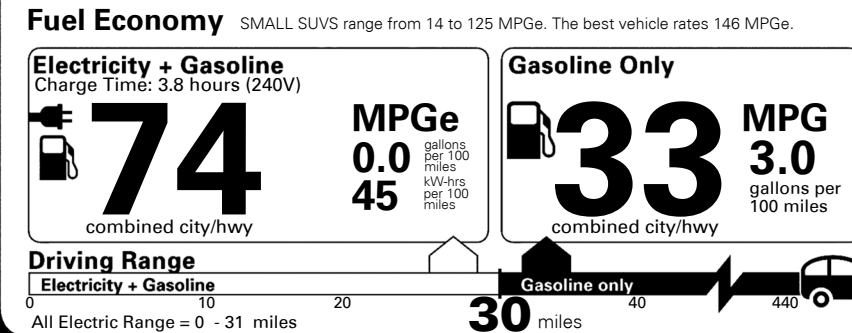 Fuel Economy SMALL SUVS range from 14 to 125 MPGe. The best vehicle rates 146 MPGe.
Electricity + Gasoline
Charge Time: 3.8 hours (240V)
74
combined city/hwy
MPGe
0.0 gallons
per 100
miles
45 kW-hrs
per 100
miles
Gasoline Only
33
combined city/hwy
MPG
3.0
gallons per
100 miles
Driving Range
Electricity + Gasoline Gasoline only
0 10 20 30 miles 40 440
All Electric Range = 0 - 31 miles